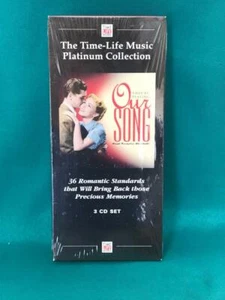 The Time-Life Music
Platinum Collection
Our
SONG
36 Romantic Standards
that Will Bring Back those
Precious Memories
3 CD SET